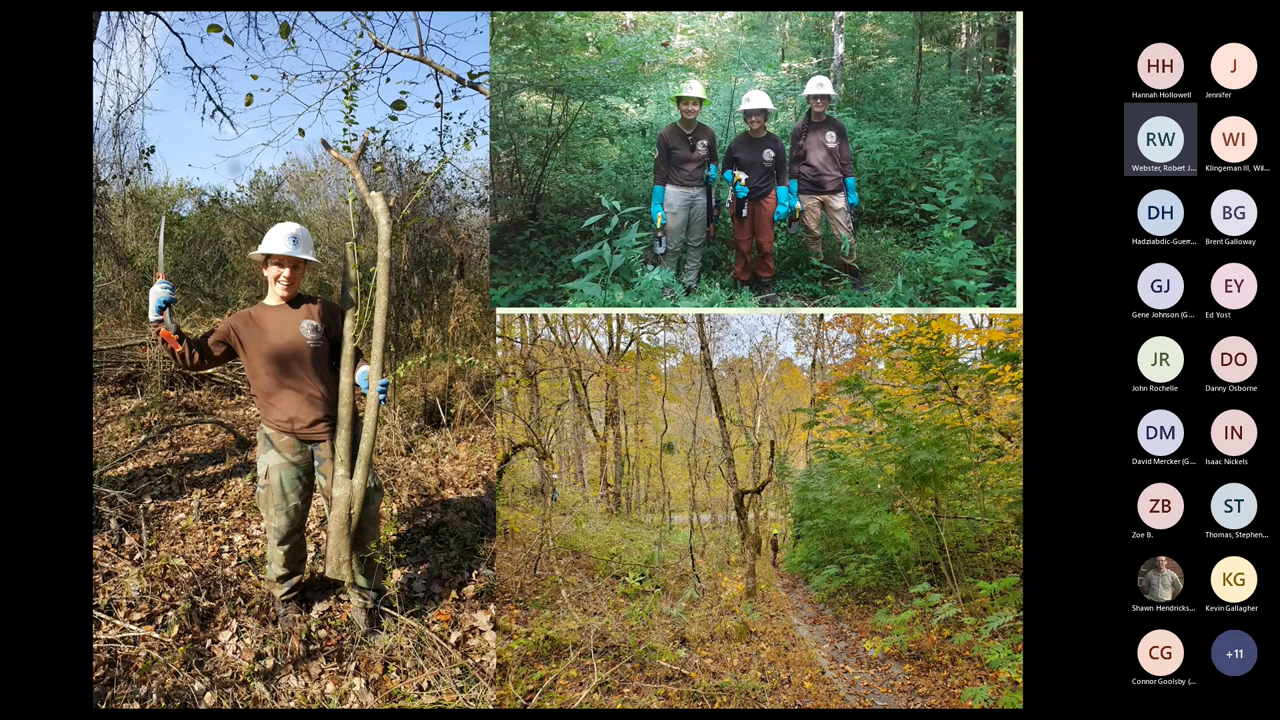 HH
J
Hannah Hollowell
Jennifer
RW
WI
Webster, Robert J...
Klingeman III, Wil...
DH
BG
Hadziabdic-Guerr...
Brent Galloway
GJ
EY
Gene Johnson (G...
Ed Yost
JR
DO
John Rochelle
Danny Osborne
DM
IN
David Mercker (G...
Isaac Nickels
ZB
ST
Zoe B.
Thomas, Stephen...
KG
Shawn Hendricks...
Kevin Gallagher
CG
+11
Connor Goolsby (...